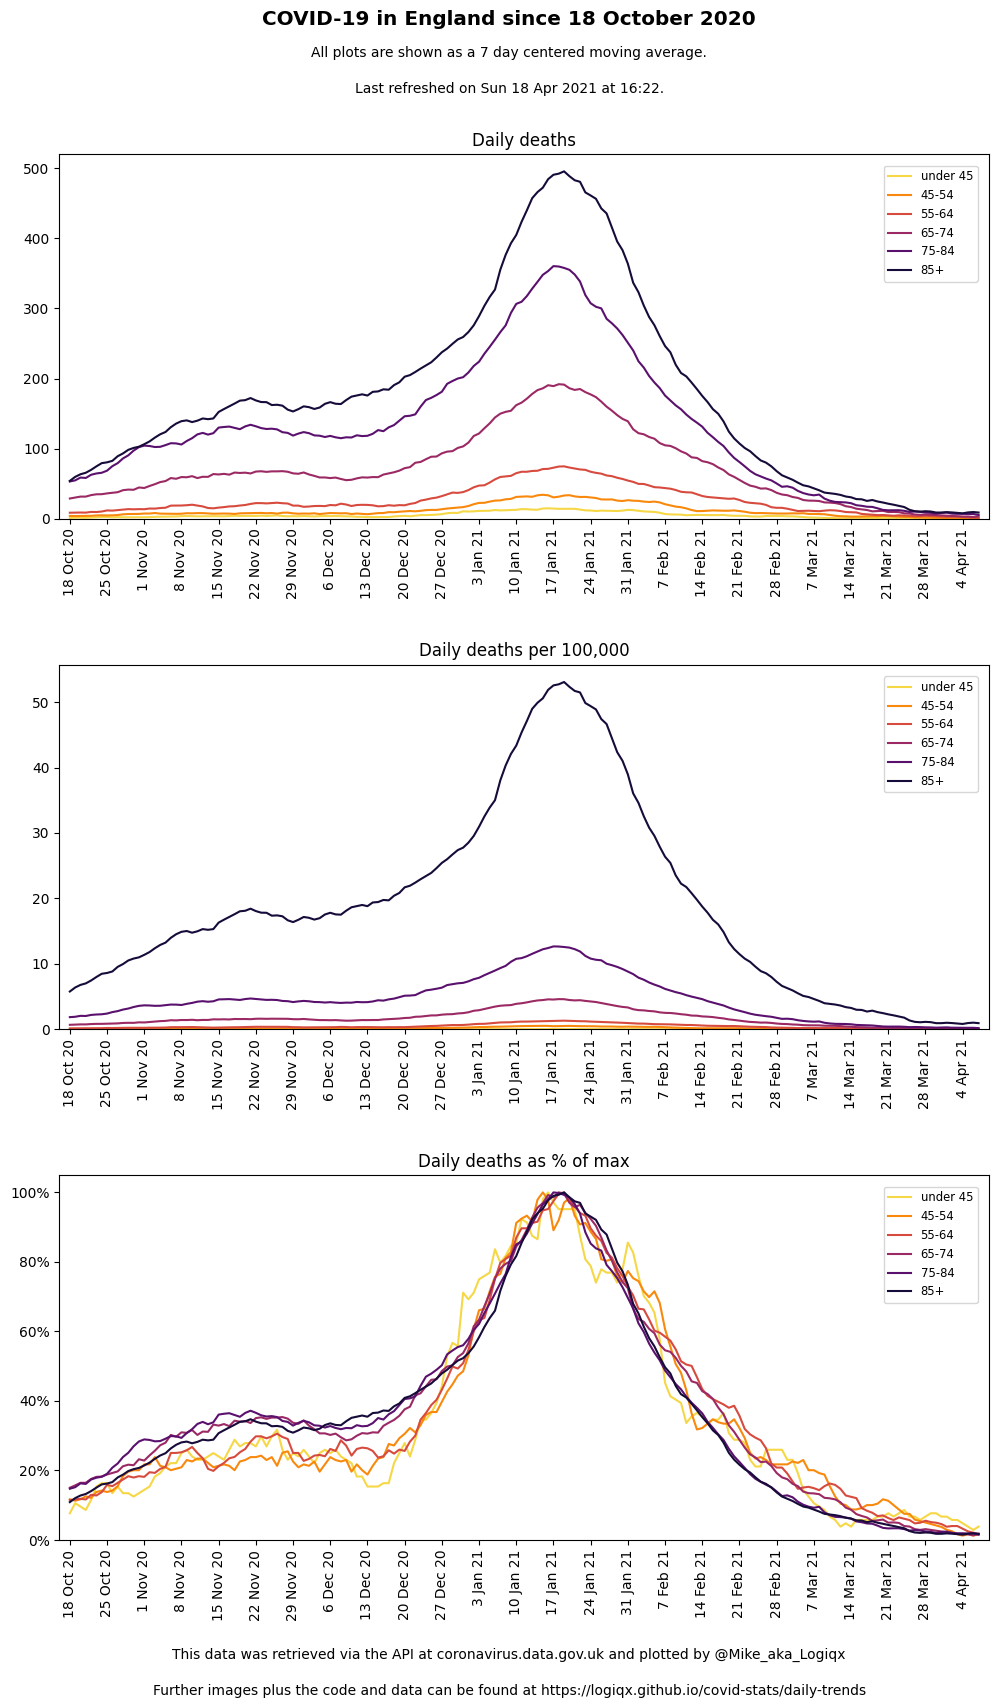 COVID-19 in England since 18 October 2020
All plots are shown as a 7 day centered moving average.
Last refreshed on Sun 18 Apr 2021 at 16:22.
Daily deaths
500
400
300
200
100
0
under 45
45-54
55-64
65-74
75-84
85+
18 Oct 20
25 Oct 20
1 Nov 20
8 Nov 20
15 Nov 20
22 Nov 20
29 Nov 20
6 Dec 20
13 Dec 20
20 Dec 20
27 Dec 20
3 Jan 21
10 Jan 21
17 Jan 21
24 Jan 21
31 Jan 21
7 Feb 21
14 Feb 21
21 Feb 21
28 Feb 21
7 Mar 21
14 Mar 21
21 Mar 21
28 Mar 21
4 Apr 21
Daily deaths per 100,000
50
40
30
20
10
0
under 45
45-54
55-64
65-74
75-84
85+
18 Oct 20
25 Oct 20
1 Nov 20
8 Nov 20
15 Nov 20
22 Nov 20
29 Nov 20
6 Dec 20
13 Dec 20
20 Dec 20
27 Dec 20
3 Jan 21
10 Jan 21
17 Jan 21
24 Jan 21
31 Jan 21
7 Feb 21
14 Feb 21
21 Feb 21
28 Feb 21
7 Mar 21
14 Mar 21
21 Mar 21
28 Mar 21
4 Apr 21
Daily deaths as % of max
100%
80%
60%
40%
20%
0%
under 45
45-54
55-64
65-74
75-84
85+
18 Oct 20
25 Oct 20
1 Nov 20
8 Nov 20
15 Nov 20
22 Nov 20
29 Nov 20
6 Dec 20
13 Dec 20
20 Dec 20
27 Dec 20
3 Jan 21
10 Jan 21
17 Jan 21
24 Jan 21
31 Jan 21
7 Feb 21
14 Feb 21
21 Feb 21
28 Feb 21
7 Mar 21
14 Mar 21
21 Mar 21
28 Mar 21
4 Apr 21
This data was retrieved via the API at coronavirus.data.gov.uk and plotted by @Mike_aka_Logiqx
Further images plus the code and data can be found at https://logiqx.github.io/covid-stats/daily-trends